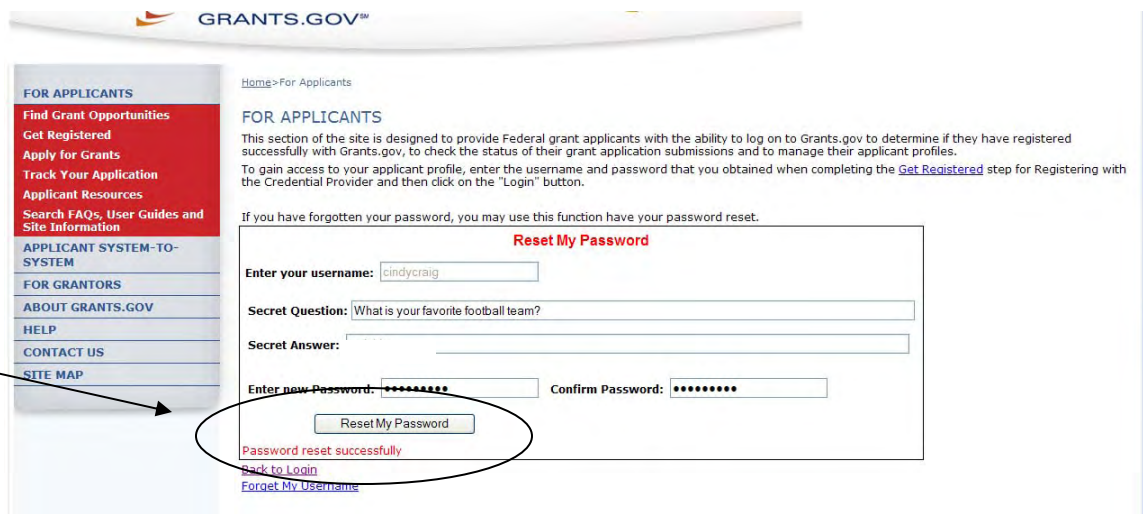 GRANTS.GOV℠
FOR APPLICANTS
Find Grant Opportunities
Get Registered
Apply for Grants
Track Your Application
Applicant Resources
Search FAQs, User Guides and
Site Information
APPLICANT SYSTEM-TO-
SYSTEM
FOR GRANTORS
ABOUT GRANTS.GOV
HELP
CONTACT US
SITE MAP
Home>For Applicants
FOR APPLICANTS
This section of the site is designed to provide Federal grant applicants with the ability to log on to Grants.gov to determine if they have registered
successfully with Grants.gov, to check the status of their grant application submissions and to manage their applicant profiles.
To gain access to your applicant profile, enter the username and password that you obtained when completing the Get Registered step for Registering with
the Credential Provider and then click on the "Login" button.
If you have forgotten your password, you may use this function have your password reset.
Reset My Password
Enter your username: cindycraig
Secret Question: What is your favorite football team?
Secret Answer:
Enter new Password: ••••••••• Confirm Password: •••••••••
Reset My Password
Password reset successfully
Back to Login
Forget My Username